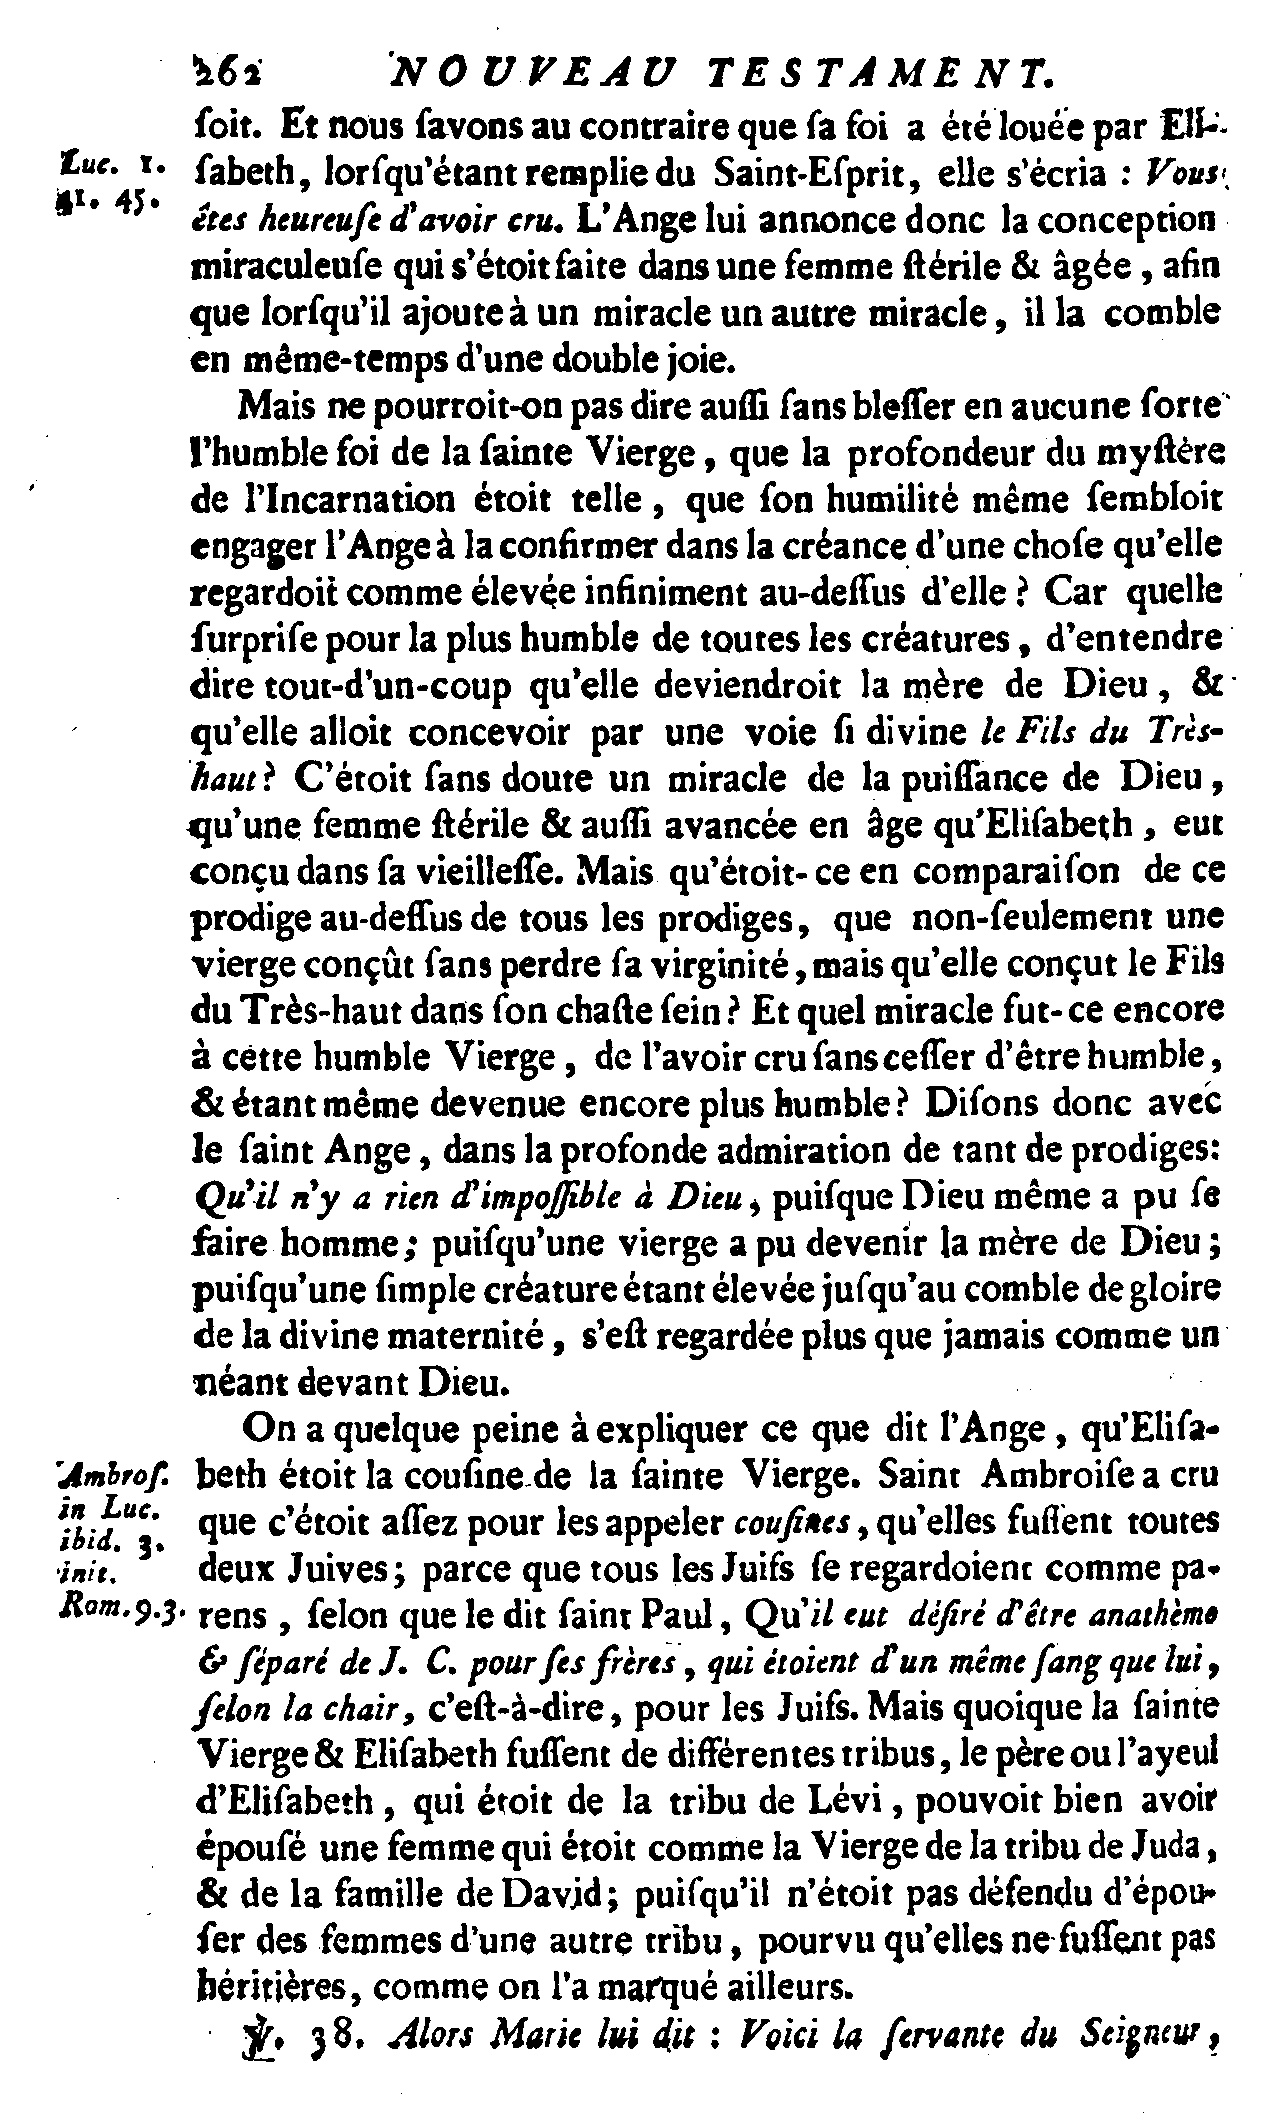 262 NOUVEAU TESTAMENT.
ſoit. Et nous ſavons au contraire que ſa foi a été louée par Eli-
Luc. 1. ſabeth, lorſqu'étant remplie du Saint-Eſprit, elle s'écria : Vous
41. 45. êtes heureuſe d'avoir cru. L'Ange lui annonce donc la conception
miraculeuſe qui s'étoit faite dans une femme ſtérile & âgée, afin
que lorſqu'il ajoute à un miracle un autre miracle, il la comble
en même-temps d'une double joie.
Mais ne pourroit-on pas dire auſſi ſans bleſſer en aucune ſorte
l'humble foi de la ſainte Vierge, que la profondeur du myſtère
de l'Incarnation étoit telle, que ſon humilité même ſembloit
engager l'Ange à la confirmer dans la créance d'une choſe qu'elle
regardoit comme élevée infiniment au-deſſus d'elle ? Car quelle
ſurpriſe pour la plus humble de toutes les créatures, d'entendre
dire tout-d'un-coup qu'elle deviendroit la mère de Dieu, &
qu'elle alloit concevoir par une voie ſi divine le Fils du Très-
haut ? C'étoit ſans doute un miracle de la puiſſance de Dieu,
qu'une femme ſtérile & auſſi avancée en âge qu'Eliſabeth, eut
conçu dans ſa vieilleſſe. Mais qu'étoit-ce en comparaiſon de ce
prodige au-deſſus de tous les prodiges, que non-ſeulement une
vierge conçût ſans perdre ſa virginité, mais qu'elle conçut le Fils
du Très-haut dans ſon chaſte ſein ? Et quel miracle fut-ce encore
à cette humble Vierge, de l'avoir cru ſans ceſſer d'être humble,
& étant même devenue encore plus humble ? Diſons donc avec
le ſaint Ange, dans la profonde admiration de tant de prodiges:
Qu'il n'y a rien d'impoſſible à Dieu, puiſque Dieu même a pu ſe
faire homme ; puiſqu'une vierge a pu devenir la mère de Dieu ;
puiſqu'une ſimple créature étant élevée juſqu'au comble de gloire
de la divine maternité, s'eſt regardée plus que jamais comme un
néant devant Dieu.
On a quelque peine à expliquer ce que dit l'Ange, qu'Eliſa-
Ambroſ. beth étoit la couſine de la ſainte Vierge. Saint Ambroiſe a cru
in Luc. que c'étoit aſſez pour les appeler couſines, qu'elles fuſſent toutes
ibid. 3.
init. deux Juives ; parce que tous les Juifs ſe regardoient comme pa-
Rom. 9. 3. rens, ſelon que le dit ſaint Paul, Qu'il eut déſiré d'être anathème
& ſéparé de J. C. pour ſes frères, qui étoient d'un même ſang que lui,
ſelon la chair, c'eſt-à-dire, pour les Juifs. Mais quoique la ſainte
Vierge & Eliſabeth fuſſent de différentes tribus, le père ou l'ayeul
d'Eliſabeth, qui étoit de la tribu de Lévi, pouvoit bien avoir
épouſé une femme qui étoit comme la Vierge de la tribu de Juda,
& de la famille de David ; puiſqu'il n'étoit pas défendu d'épou-
ſer des femmes d'une autre tribu, pourvu qu'elles ne fuſſent pas
héritières, comme on l'a marqué ailleurs.
℣. 38. Alors Marie lui dit : Voici la ſervante du Seigneur,